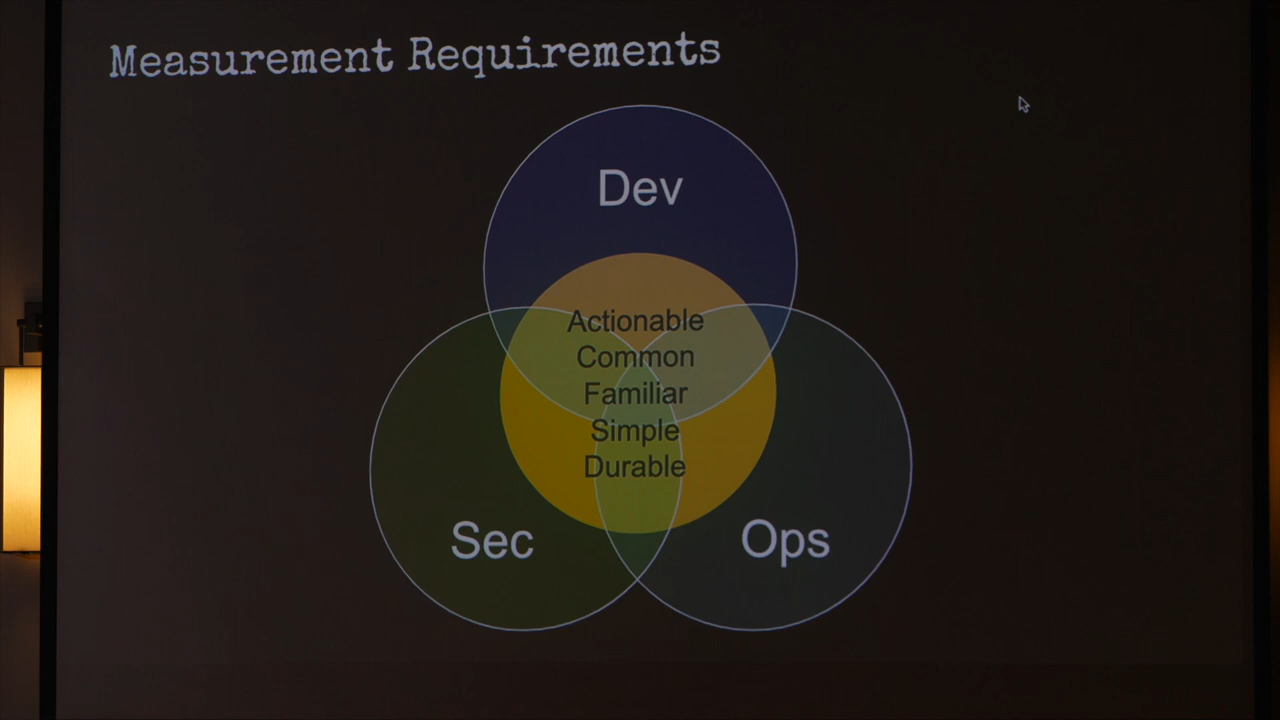 Measurement Requirements
Dev
Actionable
Common
Familiar
Simple
Durable
Sec
Ops